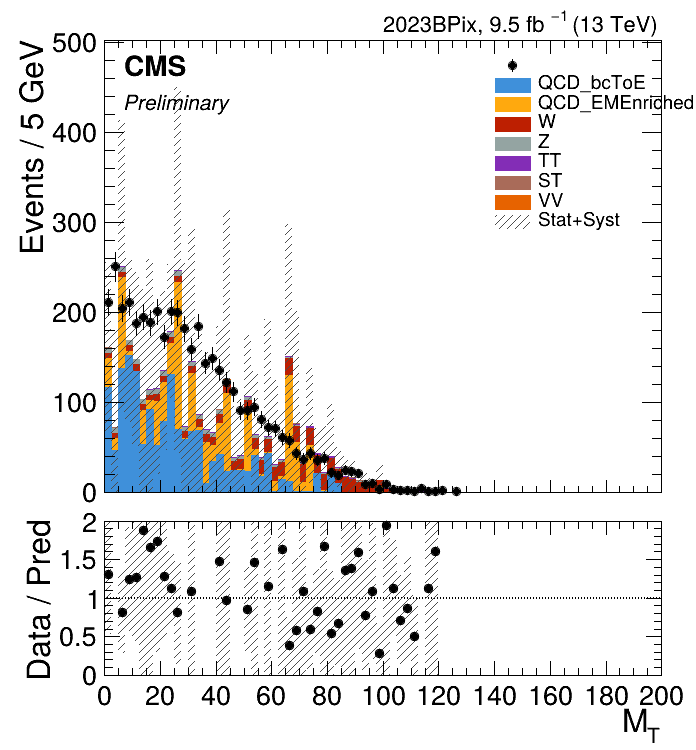 2023BPix, 9.5 fb⁻¹ (13 TeV)
Events / 5 GeV
CMS
Preliminary
QCD_bcToE
QCD_EMEnriched
W
Z
TT
ST
VV
Stat+Syst
500
400
300
200
100
0
Data / Pred
2
1.5
1
0.5
0
0 20 40 60 80 100 120 140 160 180 200
M_T